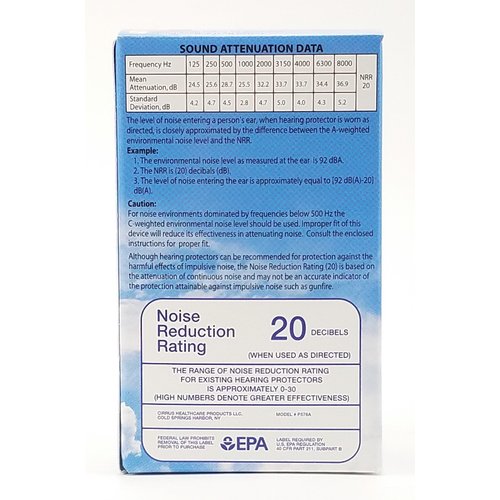 SOUND ATTENUATION DATA
Frequency Hz 125 250 500 1000 2000 3150 4000 6300 8000 NRR 20
Mean Attenuation, dB 24.5 25.6 28.7 25.5 32.2 33.7 33.7 34.4 36.9
Standard Deviation, dB 4.2 4.7 4.5 2.8 4.7 5.0 4.0 4.3 5.2
The level of noise entering a person's ear, when hearing protector is worn as
directed, is closely approximated by the difference between the A-weighted
environmental noise level and the NRR.
Example:
1. The environmental noise level as measured at the ear is 92 dBA.
2. The NRR is (20) decibels (dB).
3. The level of noise entering the ear is approximately equal to [92 dB(A)-20]
dB(A).
Caution:
For noise environments dominated by frequencies below 500 Hz the
C-weighted environmental noise level should be used. Improper fit of this
device will reduce its effectiveness in attenuating noise. Consult the enclosed
instructions for proper fit.
Although hearing protectors can be recommended for protection against the
harmful effects of impulsive noise, the Noise Reduction Rating (20) is based on
the attenuation of continuous noise and may not be an accurate indicator of
the protection attainable against impulsive noise such as gunfire.
Noise
Reduction
Rating
20 DECIBELS
(WHEN USED AS DIRECTED)
THE RANGE OF NOISE REDUCTION RATING
FOR EXISTING HEARING PROTECTORS
IS APPROXIMATELY 0-30
(HIGH NUMBERS DENOTE GREATER EFFECTIVENESS)
CIRRUS HEALTHCARE PRODUCTS LLC.
COLD SPRINGS HARBOR, NY
MODEL # P578A
FEDERAL LAW PROHIBITS
REMOVAL OF THIS LABEL
PRIOR TO PURCHASE
EPA
LABEL REQUIRED BY
U.S. EPA REGULATION
40 CFR PART 211, SUBPART B